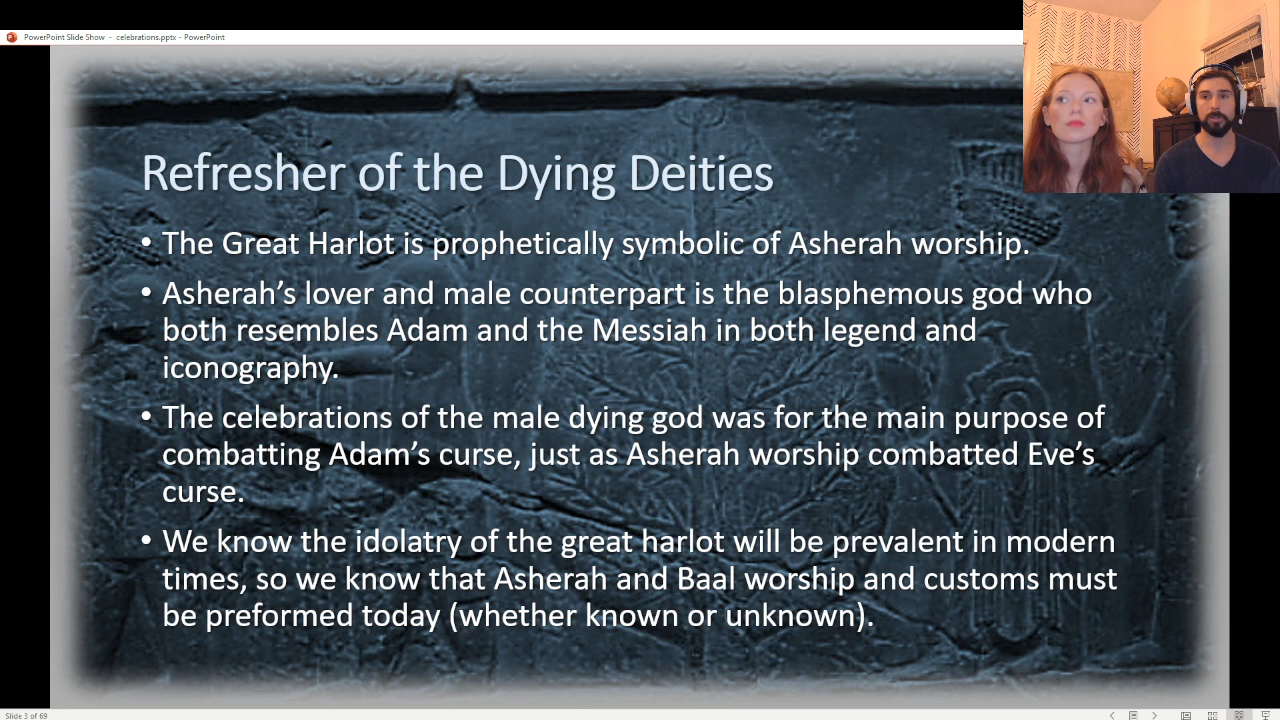 PowerPoint Slide Show - celebrations.pptx - PowerPoint
Refresher of the Dying Deities
• The Great Harlot is prophetically symbolic of Asherah worship.
• Asherah’s lover and male counterpart is the blasphemous god who
both resembles Adam and the Messiah in both legend and
iconography.
• The celebrations of the male dying god was for the main purpose of
combatting Adam’s curse, just as Asherah worship combatted Eve’s
curse.
• We know the idolatry of the great harlot will be prevalent in modern
times, so we know that Asherah and Baal worship and customs must
be preformed today (whether known or unknown).
Slide 3 of 69